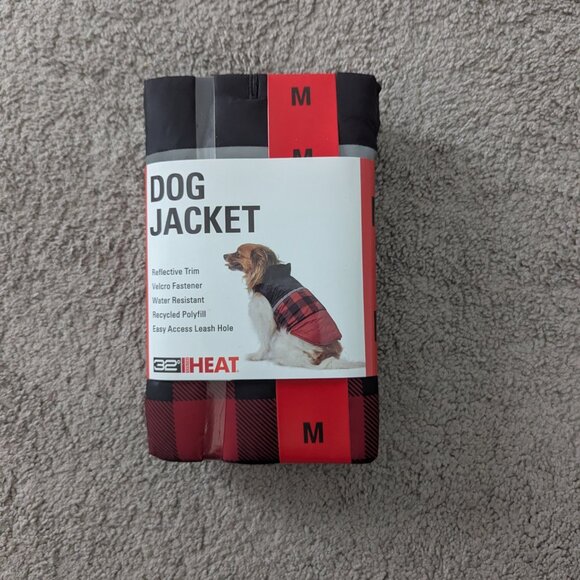 M
M
DOG
JACKET
Reflective Trim
Velcro Fastener
Water Resistant
Recycled Polyfill
Easy Access Leash Hole
32° HEAT
M